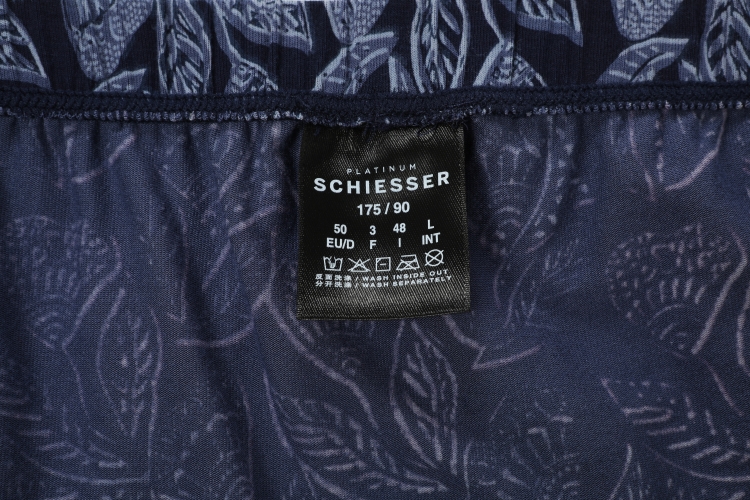 PLATINUM
SCHIESSER
175 / 90
50 3 48 L
EU/D F I INT
反面洗涤 / WASH INSIDE OUT
分开洗涤 / WASH SEPARATELY